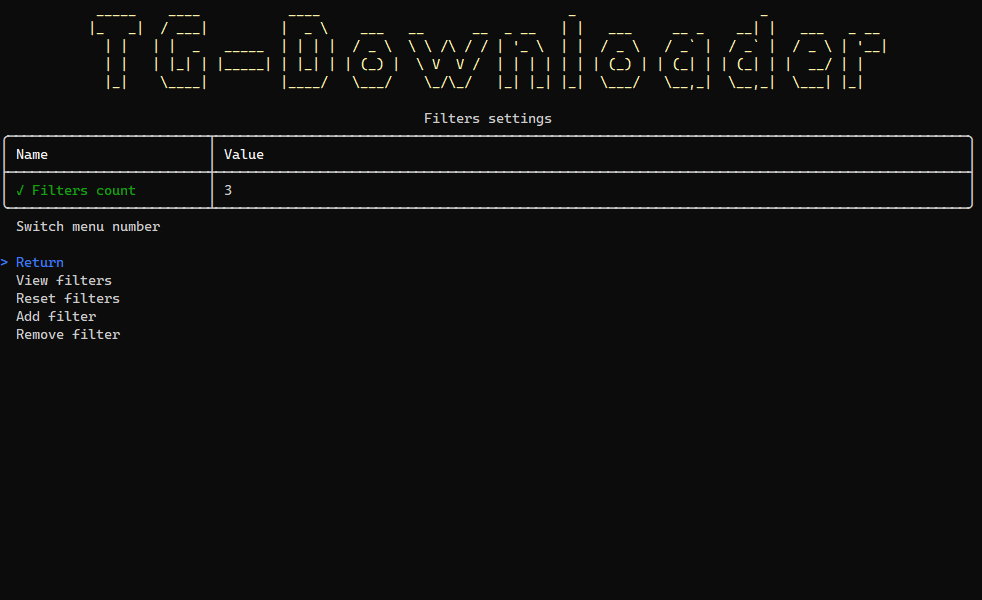 TG-Downloader
Filters settings
Name Value
√ Filters count 3
Switch menu number
> Return
View filters
Reset filters
Add filter
Remove filter